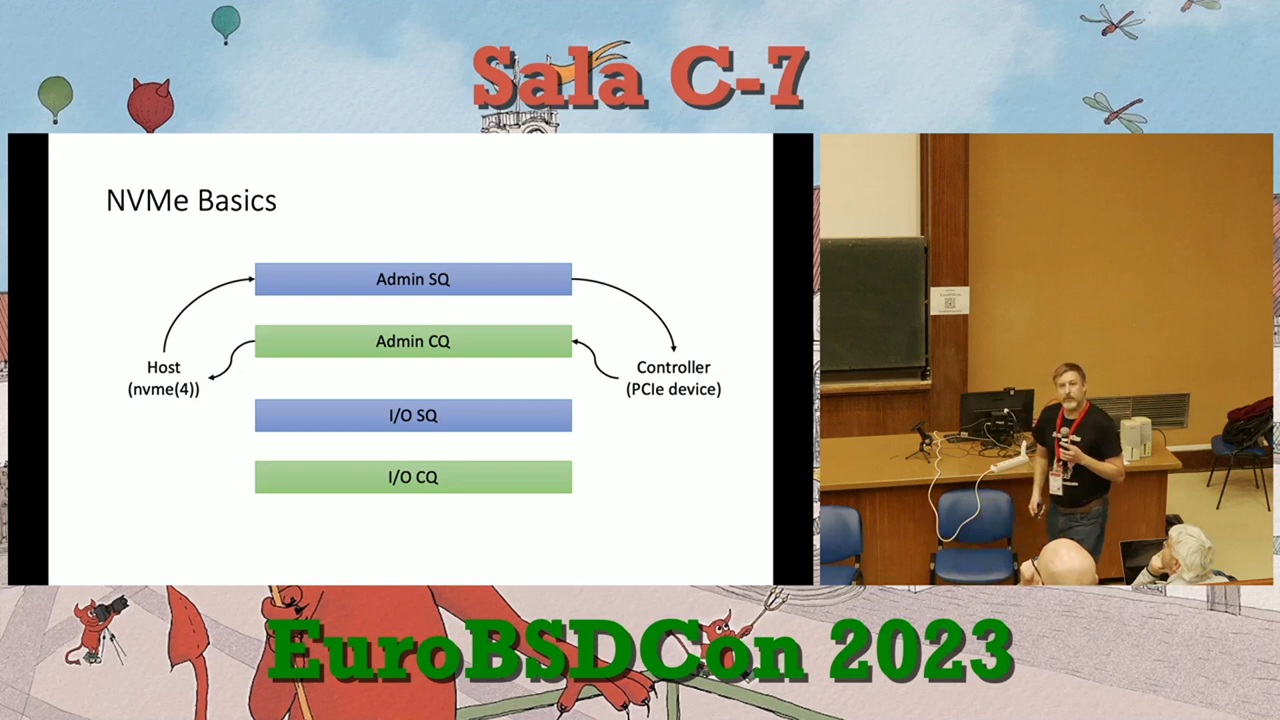 Sala C-7
NVMe Basics
Admin SQ
Admin CQ
Host
(nvme(4))
Controller
(PCIe device)
I/O SQ
I/O CQ
EuroBSDCon 2023